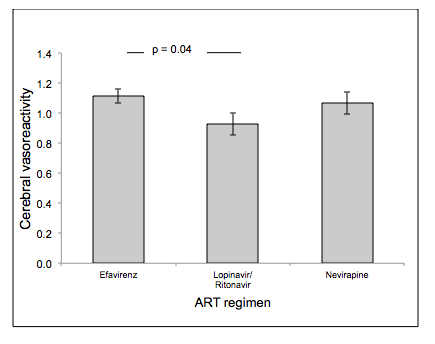 p = 0.04
1.4
1.2
1.0
0.8
0.6
0.4
0.2
0.0
Cerebral vasoreactivity
Efavirenz
Lopinavir/
Ritonavir
Nevirapine
ART regimen